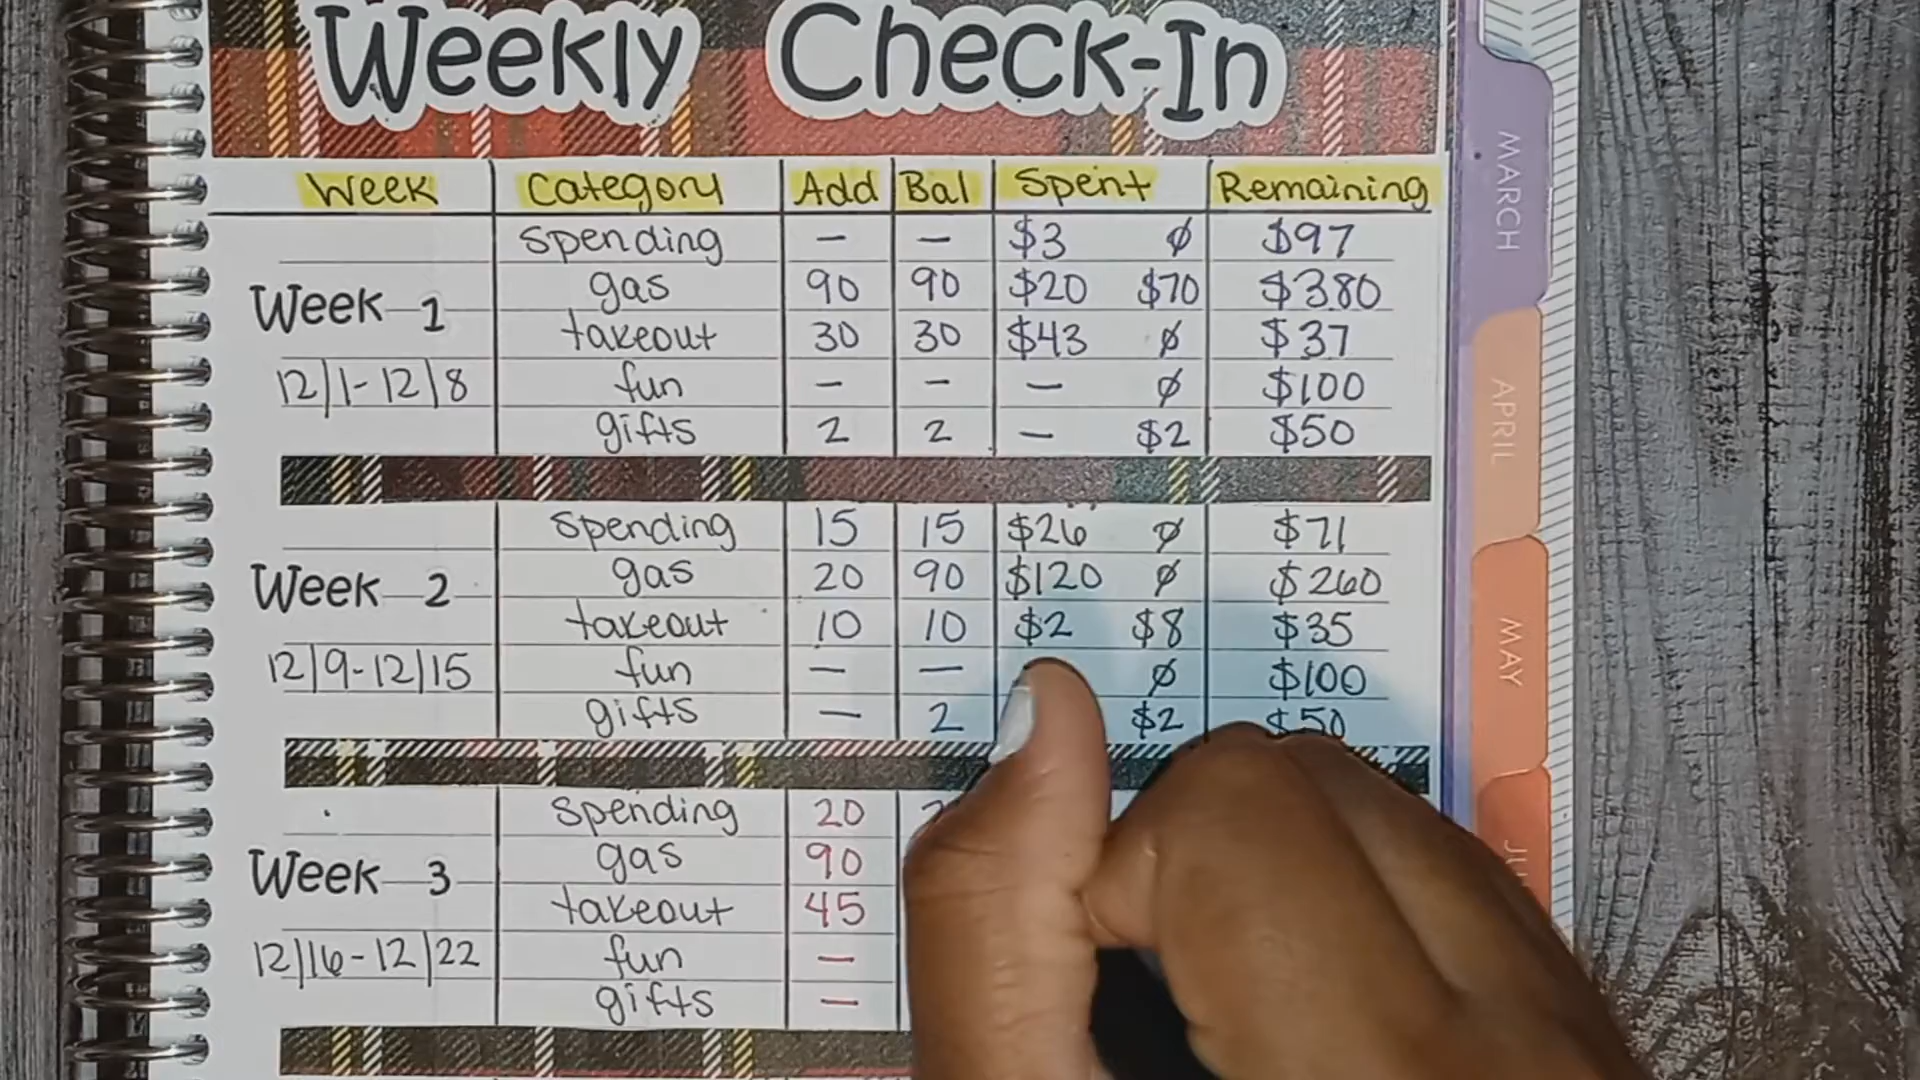 Weekly Check-In
Week Category Add Bal Spent Remaining
spending – – $3 ø $97
gas 90 90 $20 $70 $380
Week 1
takeout 30 30 $43 ø $37
12/1-12/8
fun – – – ø $100
gifts 2 2 – $2 $50
spending 15 15 $26 ø $71
gas 20 90 $120 ø $260
Week 2
takeout 10 10 $2 $8 $35
12/9-12/15
fun – – ø $100
gifts – 2 $2 $50
spending 20
gas 90
Week 3
takeout 45
12/16-12/22
fun –
gifts –
MARCH
APRIL
MAY